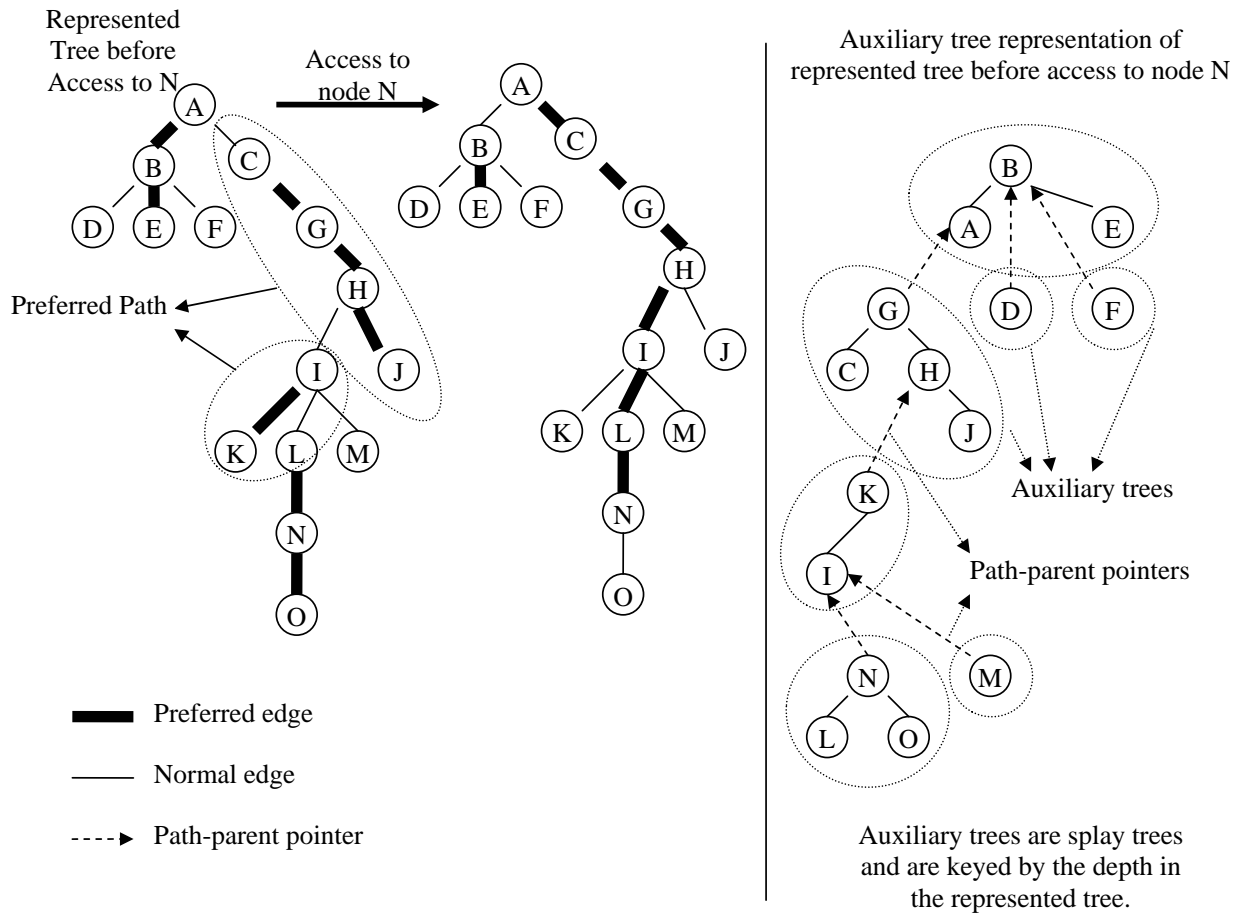 Represented
Tree before
Access to N
Access to
node N
A
B
C
D
E
F
G
H
I
J
K
L
M
N
O
Preferred Path
A
B
C
D
E
F
G
H
I
J
K
L
M
N
O
Preferred edge
Normal edge
Path-parent pointer
Auxiliary tree representation of
represented tree before access to node N
B
A
E
G
D
F
C
H
J
Auxiliary trees
K
I
Path-parent pointers
N
M
L
O
Auxiliary trees are splay trees
and are keyed by the depth in
the represented tree.